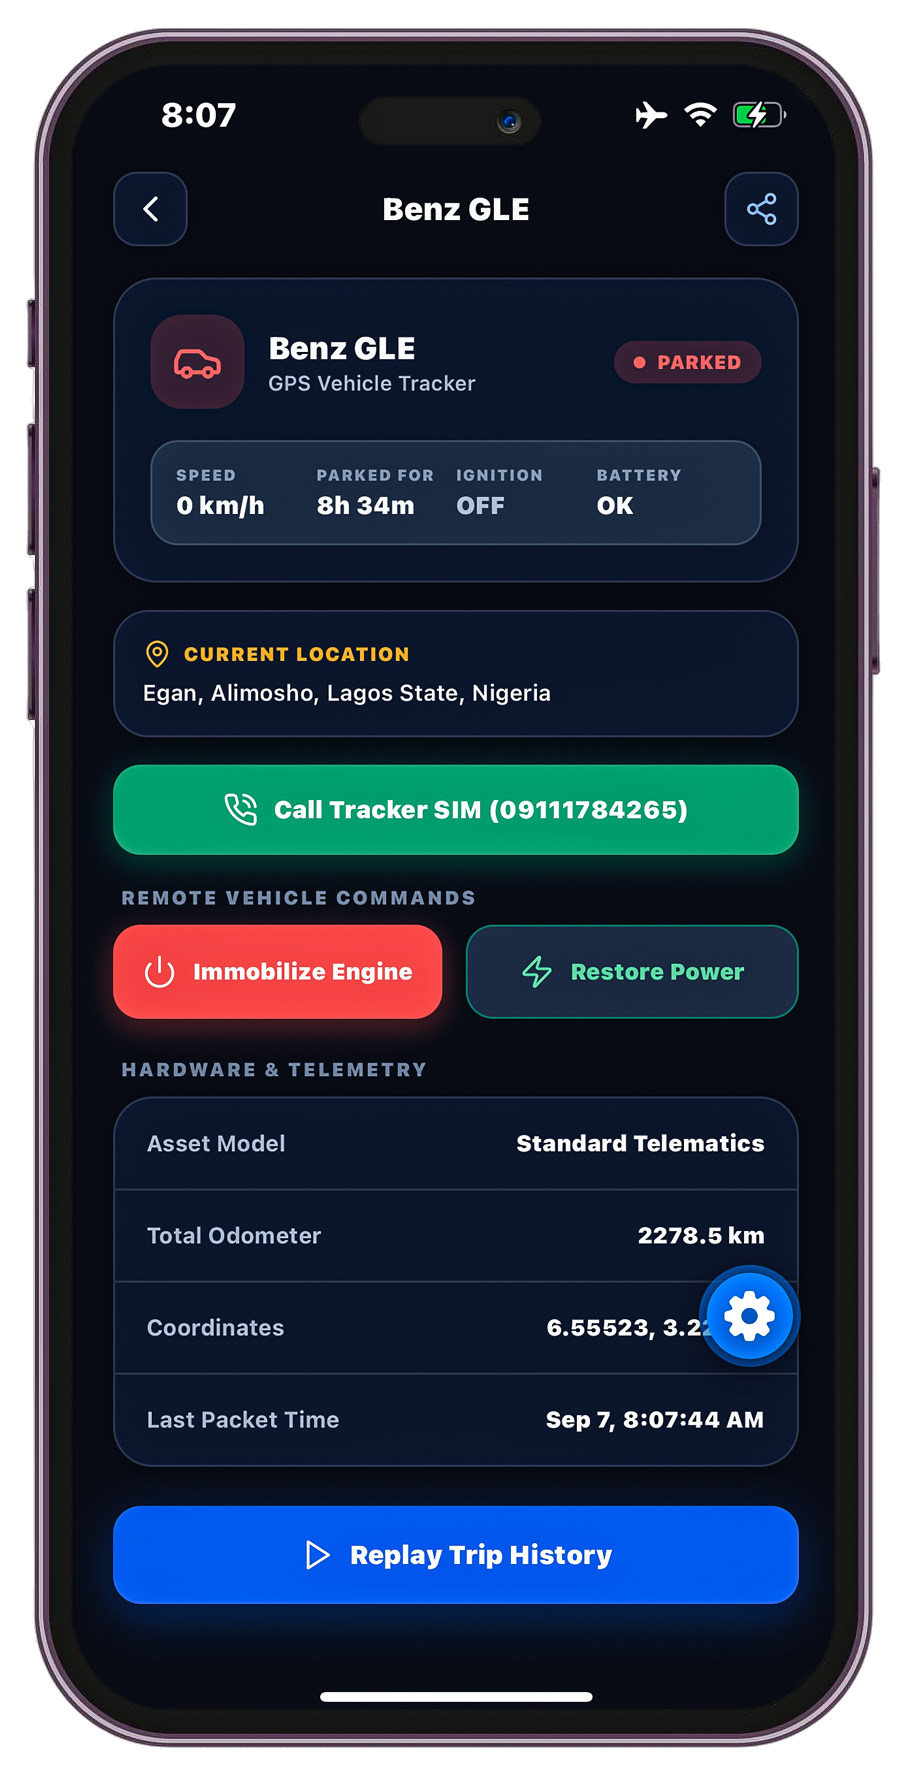 8:07
Benz GLE
Benz GLE
GPS Vehicle Tracker
PARKED
SPEED PARKED FOR IGNITION BATTERY
0 km/h 8h 34m OFF OK
CURRENT LOCATION
Egan, Alimosho, Lagos State, Nigeria
Call Tracker SIM (09111784265)
REMOTE VEHICLE COMMANDS
Immobilize Engine Restore Power
HARDWARE & TELEMETRY
Asset Model Standard Telematics
Total Odometer 2278.5 km
Coordinates 6.55523,
Last Packet Time Sep 7, 8:07:44 AM
Replay Trip History